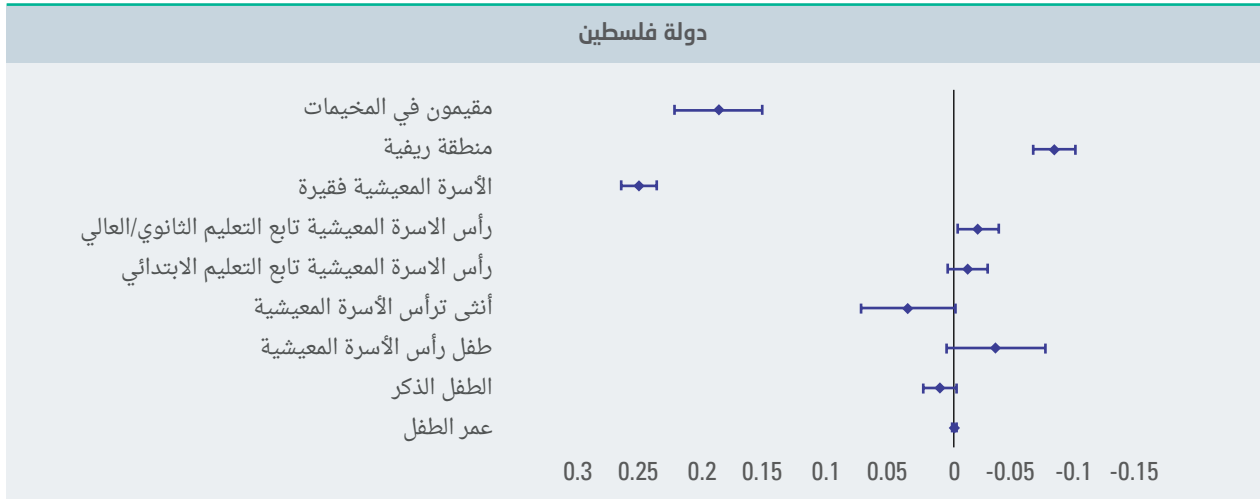 دولة فلسطين
مقيمون في المخيمات
منطقة ريفية
الأسرة المعيشية فقيرة
رأس الاسرة المعيشية تابع التعليم الثانوي/العالي
رأس الاسرة المعيشية تابع التعليم الابتدائي
أنثى ترأس الأسرة المعيشية
طفل رأس الأسرة المعيشية
الطفل الذكر
عمر الطفل
0.3 0.25 0.2 0.15 0.1 0.05 0 -0.05 -0.1 -0.15